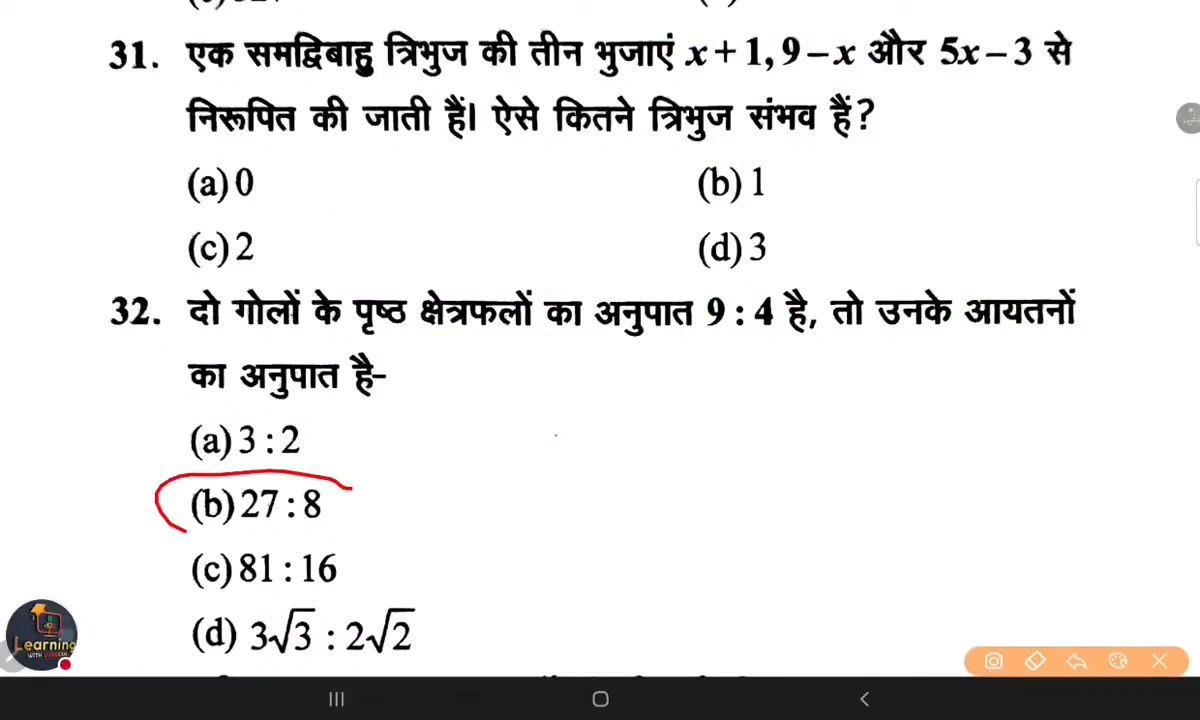 31. एक समद्विबाहु त्रिभुज की तीन भुजाएं x+1, 9-x और 5x-3 से
निरूपित की जाती हैं। ऐसे कितने त्रिभुज संभव हैं?
(a) 0 (b) 1
(c) 2 (d) 3
32. दो गोलों के पृष्ठ क्षेत्रफलों का अनुपात 9 : 4 है, तो उनके आयतनों
का अनुपात है-
(a) 3 : 2
(b) 27 : 8
(c) 81 : 16
(d) 3√3 : 2√2
Learning